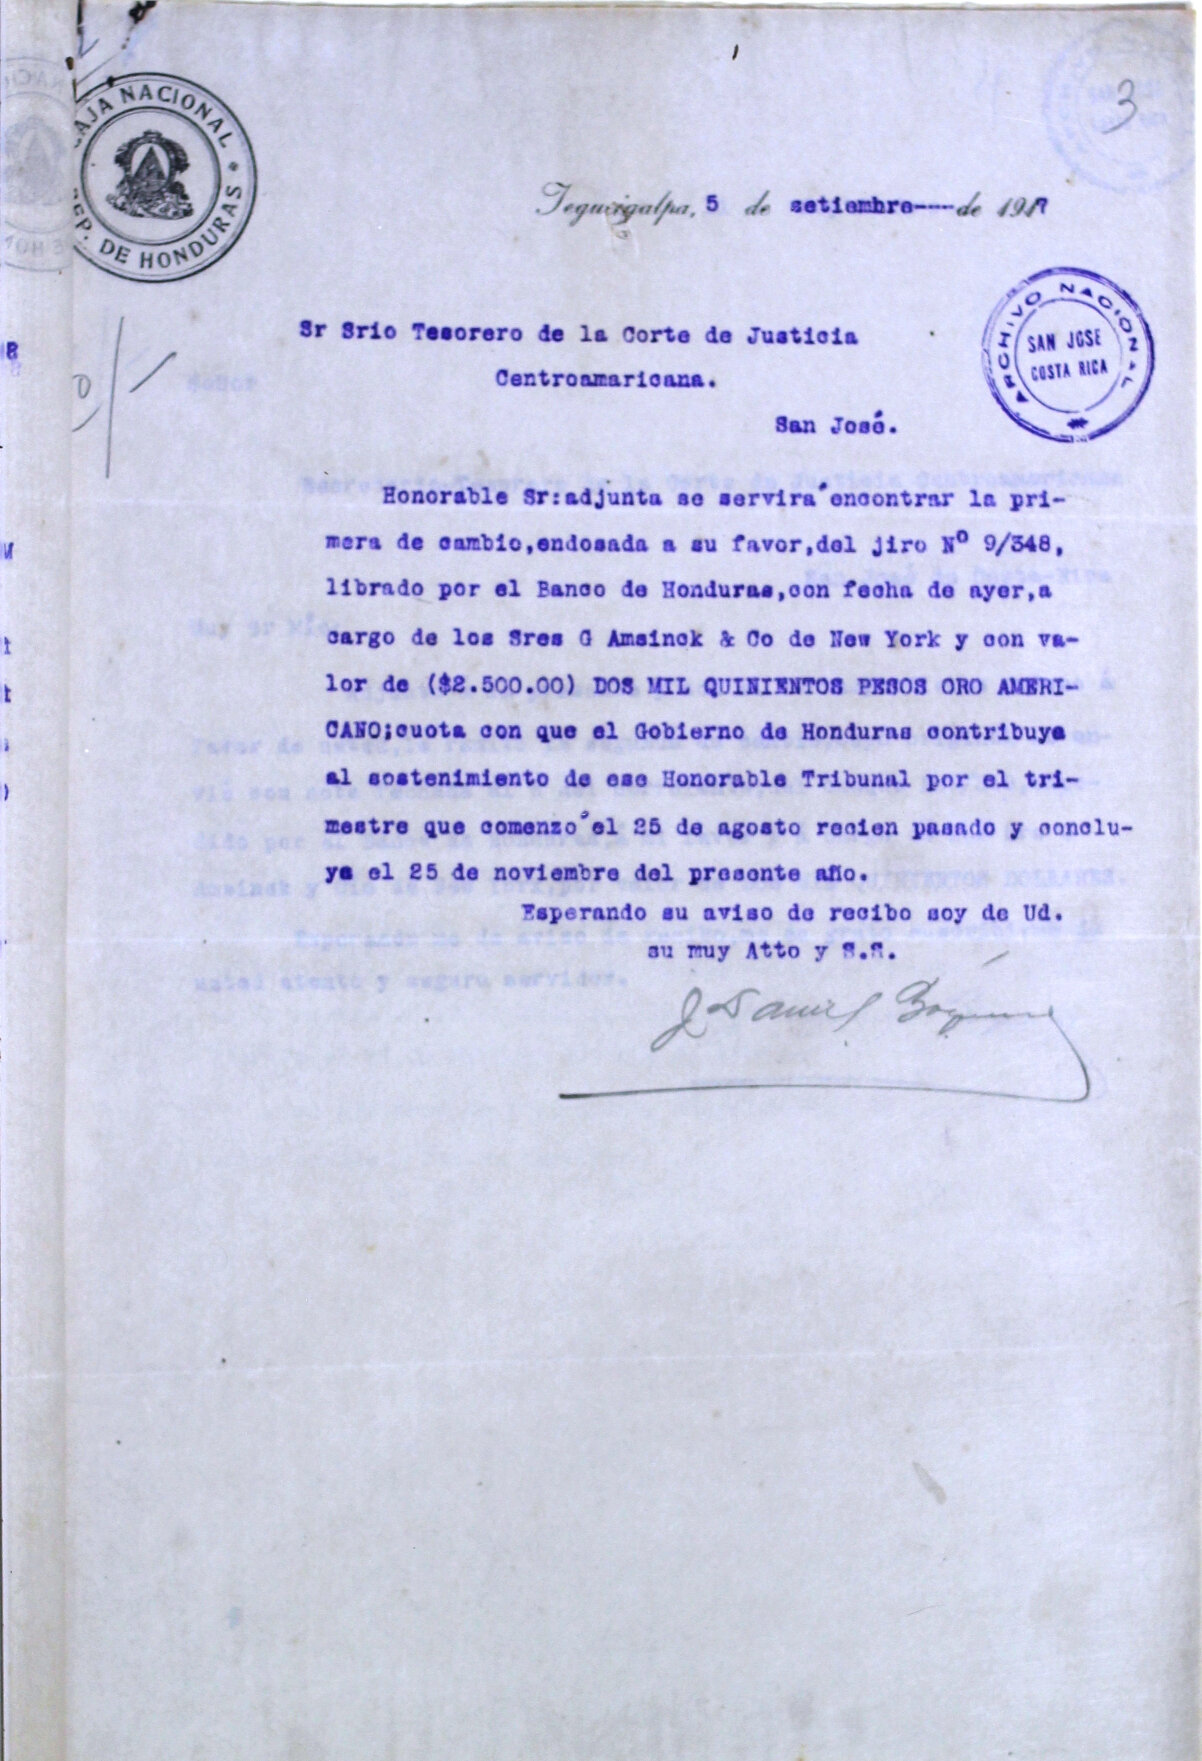 CAJA NACIONAL
REP. DE HONDURAS
3
Tegucigalpa, 5 de setiembre---- de 1917
ARCHIVO NACIONAL
SAN JOSE
COSTA RICA
Sr Srio Tesorero de la Corte de Justicia
Centroamaricana.
San José.
Honorable Sr:adjunta se servirá encontrar la pri-
mera de cambio,endosada a su favor,del jiro Nº 9/348,
librado por el Banco de Honduras,con fecha de ayer,a
cargo de los Sres G Amsinck & Co de New York y con va-
lor de ($2.500.00) DOS MIL QUINIENTOS PESOS ORO AMERI-
CANO;cuota con que el Gobierno de Honduras contribuye
al sostenimiento de ese Honorable Tribunal por el tri-
mestre que comenzó el 25 de agosto recien pasado y conclu-
ye el 25 de noviembre del presente año.
Esperando su aviso de recibo soy de Ud.
su muy Atto y S.S.
J Daniel